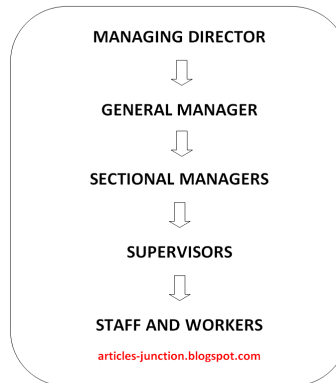 MANAGING DIRECTOR
GENERAL MANAGER
SECTIONAL MANAGERS
SUPERVISORS
STAFF AND WORKERS
articles-junction.blogspot.com